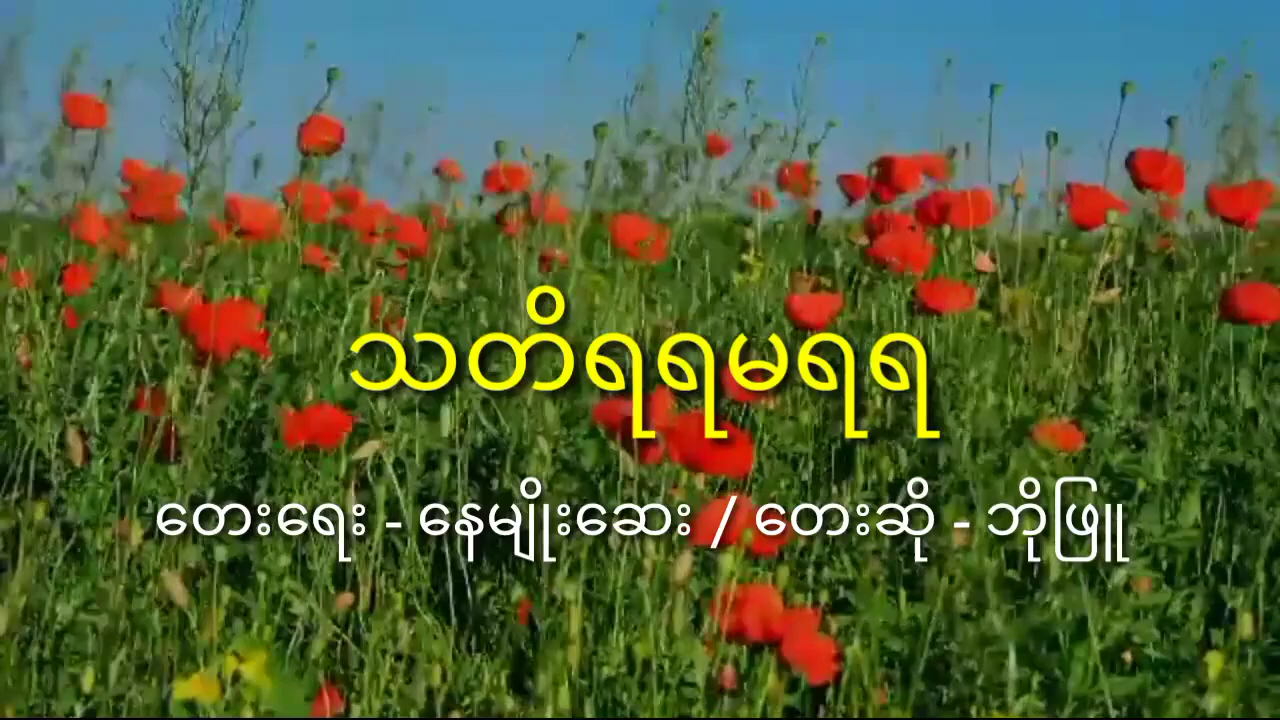 သတိရရမရရ
တေးရေး - နေမျိုးဆေး / တေးဆို - ဘိုဖြူ